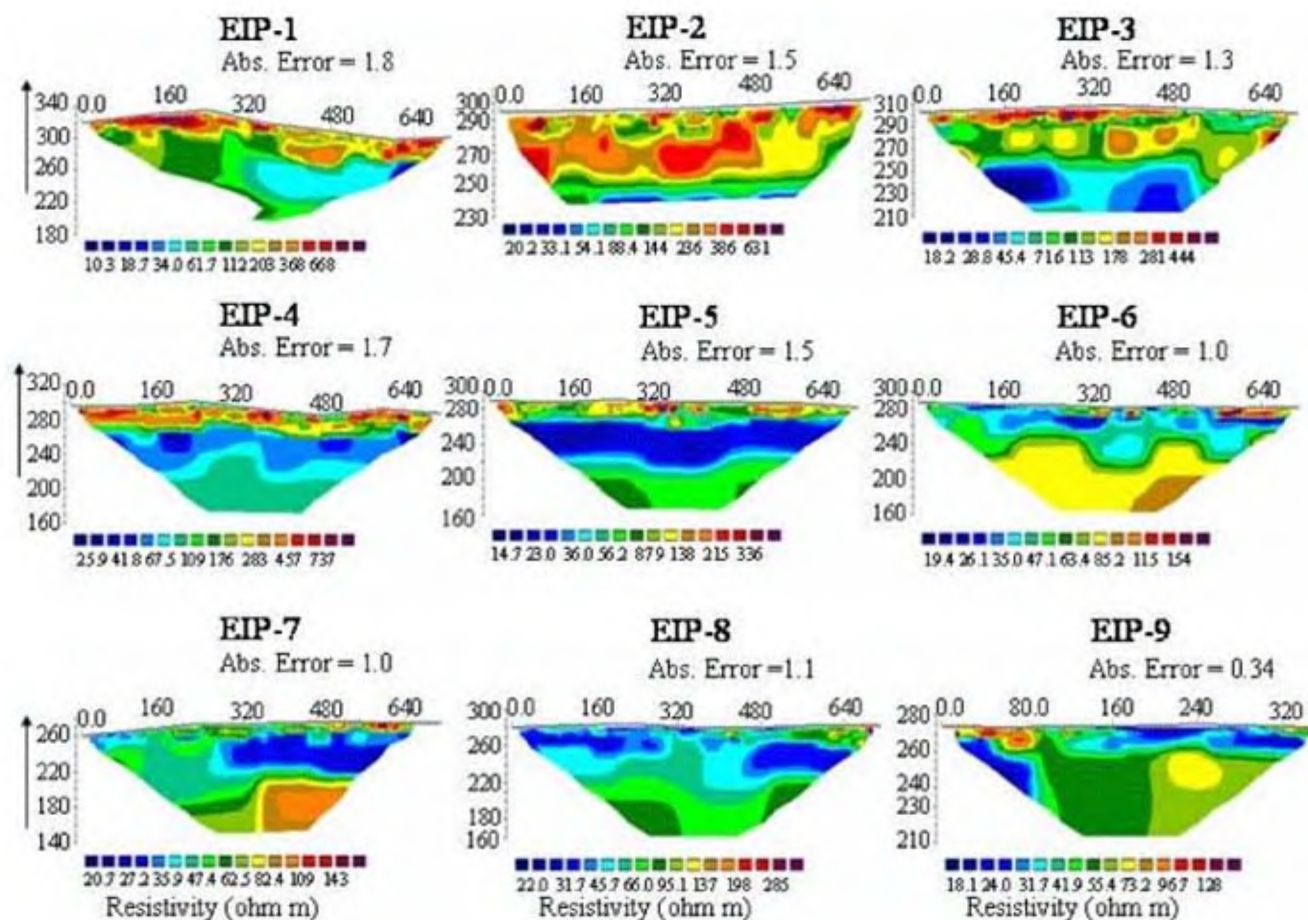 EIP-1
Abs. Error = 1.8
340 0.0 160 320 480 640
300
260
220
180
10.3 18.7 34.0 61.7 112 203 368 668
EIP-2
Abs. Error = 1.5
300 0.0 160 320 480 640
290
270
250
230
20.2 33.1 54.1 88.4 144 236 386 631
EIP-3
Abs. Error = 1.3
310 0.0 160 320 480 640
290
270
250
230
210
18.2 28.8 45.4 716 113 178 281 444
EIP-4
Abs. Error = 1.7
320 0.0 160 320 480 640
280
240
200
160
25.9 41.8 67.5 109 176 283 457 737
EIP-5
Abs. Error = 1.5
300 0.0 160 320 480 640
280
240
200
160
14.7 23.0 36.0 56.2 87.9 138 215 336
EIP-6
Abs. Error = 1.0
300 0.0 160 320 480 640
280
240
200
160
19.4 26.1 35.0 47.1 63.4 85.2 115 154
EIP-7
Abs. Error = 1.0
0.0 160 320 480 640
260
220
180
140
20.7 27.2 35.9 47.4 62.5 82.4 109 143
Resistivity (ohm m)
EIP-8
Abs. Error =1.1
300 0.0 160 320 480 640
260
220
180
160
22.0 31.7 45.7 66.0 95.1 137 198 285
EIP-9
Abs. Error = 0.34
280 0.0 80.0 160 240 320
260
250
230
210
18.1 24.0 31.7 41.9 55.4 73.2 96.7 128
Resistivity (ohm m)